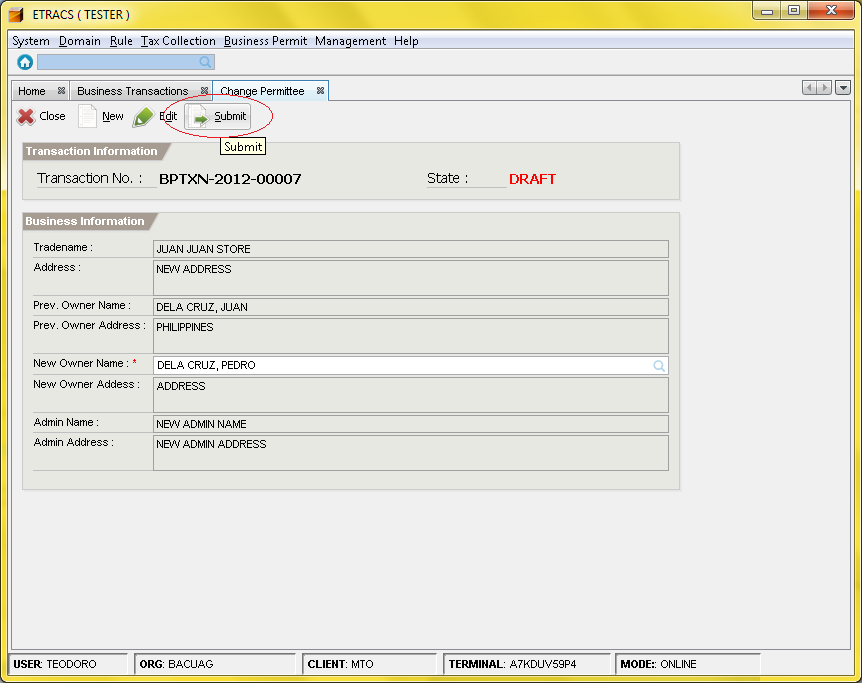 ETRACS ( TESTER )
System Domain Rule Tax Collection Business Permit Management Help
Home Business Transactions Change Permittee
Close New Edit Submit
Submit
Transaction Information
Transaction No. : BPTXN-2012-00007 State : DRAFT
Business Information
Tradename : JUAN JUAN STORE
Address : NEW ADDRESS
Prev. Owner Name : DELA CRUZ, JUAN
Prev. Owner Address : PHILIPPINES
New Owner Name : * DELA CRUZ, PEDRO
New Owner Addess : ADDRESS
Admin Name : NEW ADMIN NAME
Admin Address : NEW ADMIN ADDRESS
USER: TEODORO ORG: BACUAG CLIENT: MTO TERMINAL: A7KDUV59P4 MODE:: ONLINE